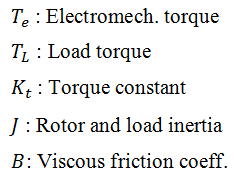 Tₑ : Electromech. torque
T_L : Load torque
Kₜ : Torque constant
J : Rotor and load inertia
B: Viscous friction coeff.